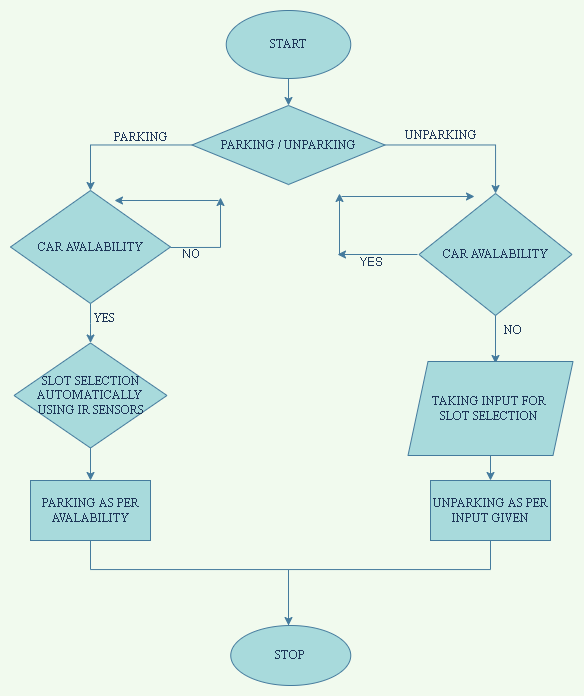 START
PARKING / UNPARKING
PARKING
UNPARKING
CAR AVALABILITY
NO
YES
CAR AVALABILITY
YES
NO
SLOT SELECTION
AUTOMATICALLY
USING IR SENSORS
TAKING INPUT FOR
SLOT SELECTION
PARKING AS PER
AVALABILITY
UNPARKING AS PER
INPUT GIVEN
STOP